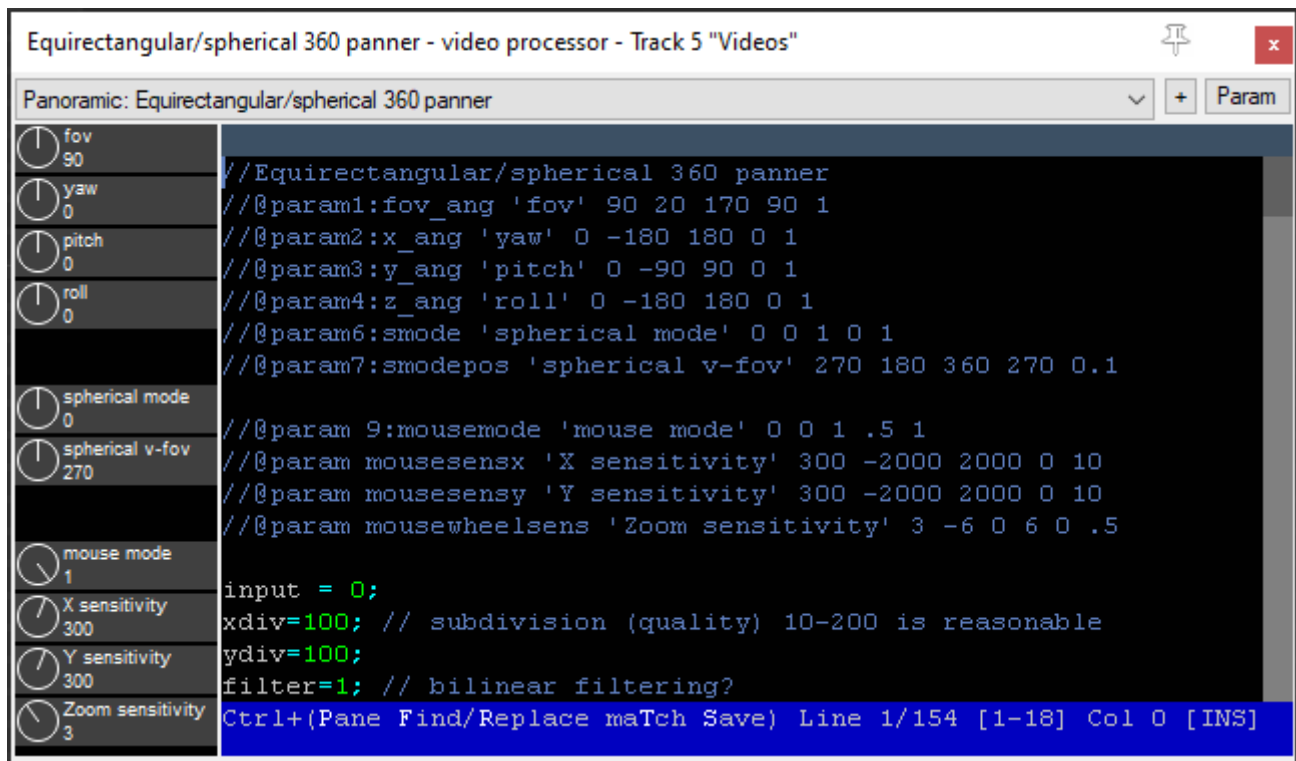 Equirectangular/spherical 360 panner - video processor - Track 5 "Videos"
x
Panoramic: Equirectangular/spherical 360 panner
+
Param
fov
90
yaw
0
pitch
0
roll
0
spherical mode
0
spherical v-fov
270
mouse mode
1
X sensitivity
300
Y sensitivity
300
Zoom sensitivity
3
//Equirectangular/spherical 360 panner
//@param1:fov_ang 'fov' 90 20 170 90 1
//@param2:x_ang 'yaw' 0 -180 180 0 1
//@param3:y_ang 'pitch' 0 -90 90 0 1
//@param4:z_ang 'roll' 0 -180 180 0 1
//@param6:smode 'spherical mode' 0 0 1 0 1
//@param7:smodepos 'spherical v-fov' 270 180 360 270 0.1
//@param 9:mousemode 'mouse mode' 0 0 1 .5 1
//@param mousesensx 'X sensitivity' 300 -2000 2000 0 10
//@param mousesensy 'Y sensitivity' 300 -2000 2000 0 10
//@param mousewheelsens 'Zoom sensitivity' 3 -6 0 6 0 .5
input = 0;
xdiv=100; // subdivision (quality) 10-200 is reasonable
ydiv=100;
filter=1; // bilinear filtering?
Ctrl+(Pane Find/Replace maTch Save) Line 1/154 [1-18] Col 0 [INS]